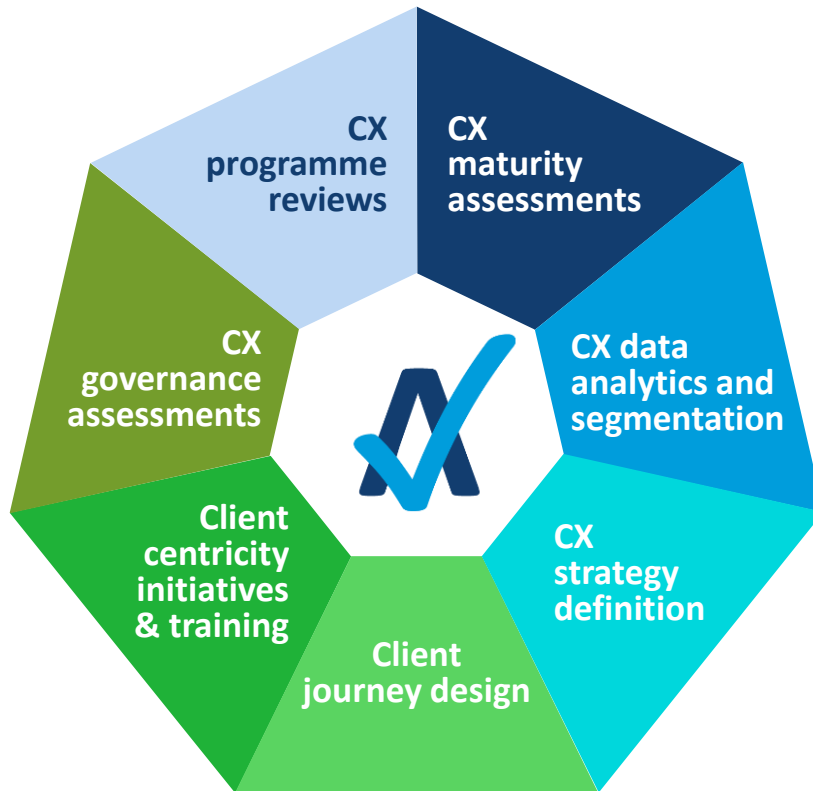 CX
programme
reviews
CX
maturity
assessments
CX data
analytics and
segmentation
CX
strategy
definition
Client
journey design
Client
centricity
initiatives
& training
CX
governance
assessments
A